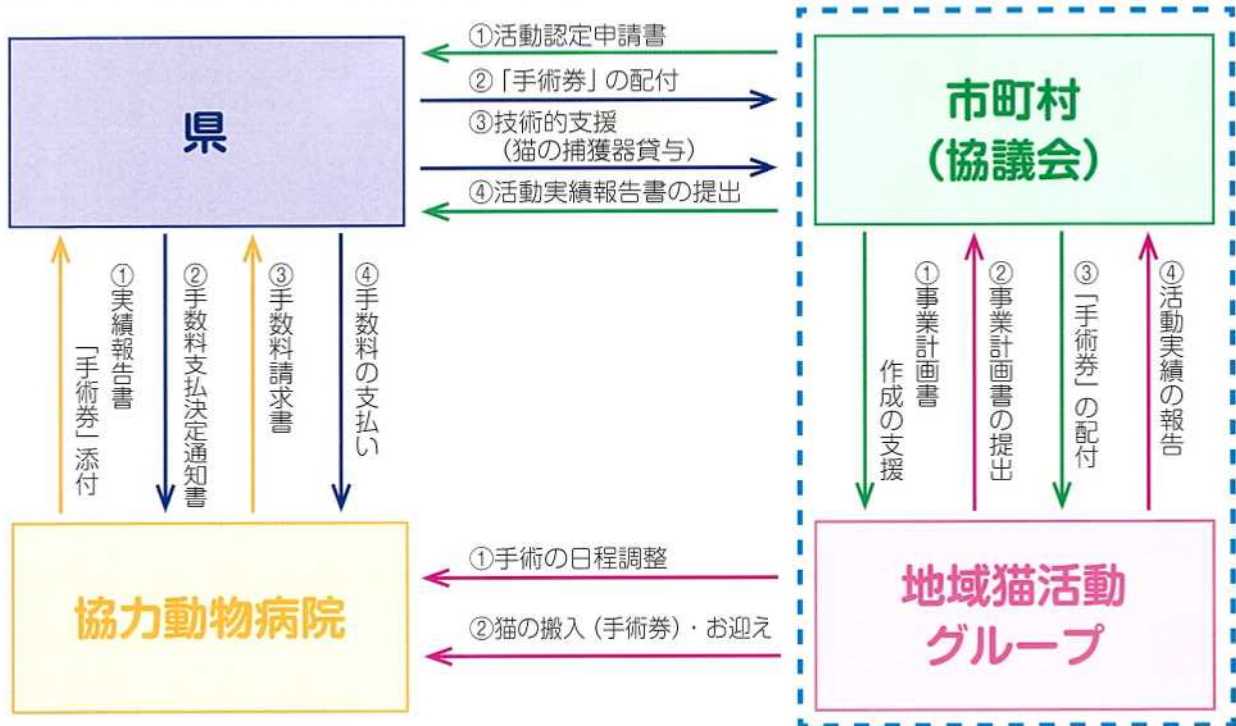 県
①活動認定申請書
②「手術券」の配付
③技術的支援
(猫の捕獲器貸与)
④活動実績報告書の提出
市町村
(協議会)
①実績報告書
「手術券」添付
②手数料支払決定通知書
③手数料請求書
④手数料の支払い
①事業計画書
作成の支援
②事業計画書の提出
③「手術券」の配付
④活動実績の報告
協力動物病院
①手術の日程調整
②猫の搬入(手術券)・お迎え
地域猫活動
グループ